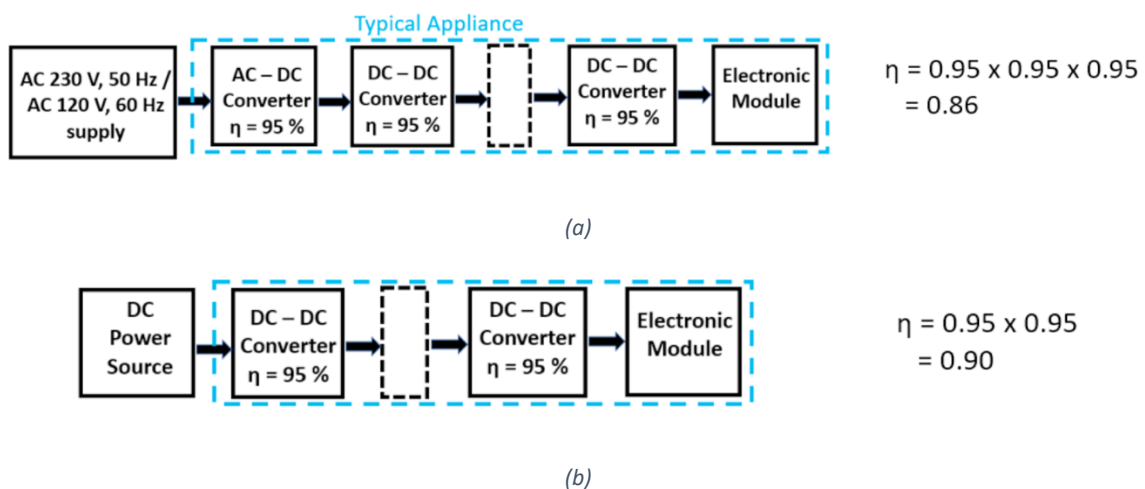 Typical Appliance
AC 230 V, 50 Hz /
AC 120 V, 60 Hz
supply
AC – DC
Converter
η = 95 %
DC – DC
Converter
η = 95 %
DC – DC
Converter
η = 95 %
Electronic
Module
η = 0.95 x 0.95 x 0.95
= 0.86
(a)
DC
Power
Source
DC – DC
Converter
η = 95 %
DC – DC
Converter
η = 95 %
Electronic
Module
η = 0.95 x 0.95
= 0.90
(b)